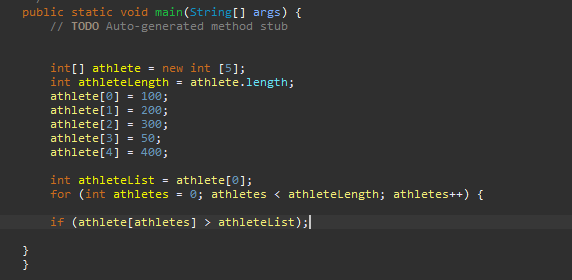 public static void main(String[] args) {
// TODO Auto-generated method stub
int[] athlete = new int [5];
int athleteLength = athlete.length;
athlete[0] = 100;
athlete[1] = 200;
athlete[2] = 300;
athlete[3] = 50;
athlete[4] = 400;
int athleteList = athlete[0];
for (int athletes = 0; athletes < athleteLength; athletes++) {
if (athlete[athletes] > athleteList);
}
}